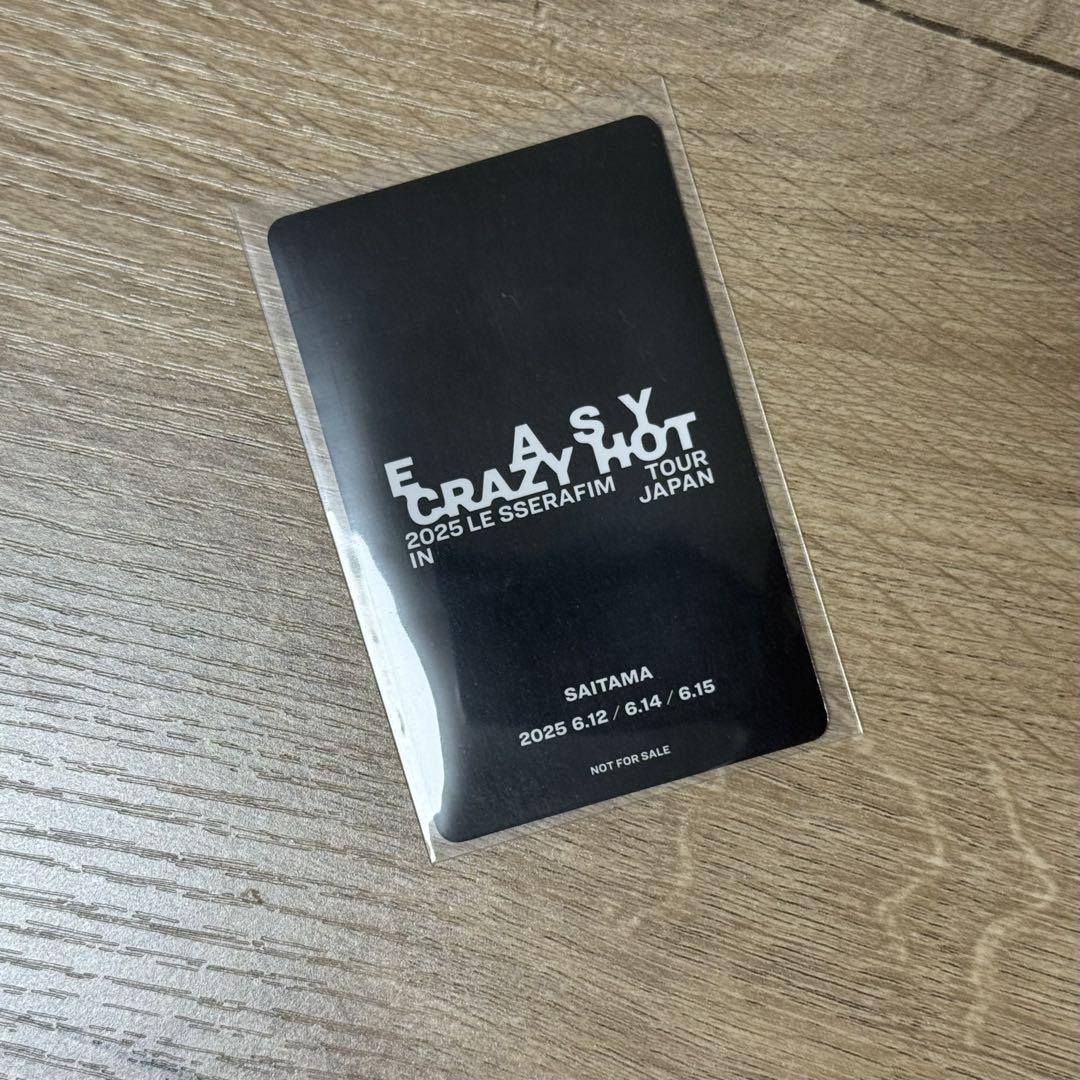 E ASY
CRAZY HOT
2025 LE SSERAFIM TOUR
IN JAPAN
SAITAMA
2025 6.12 / 6.14 / 6.15
NOT FOR SALE